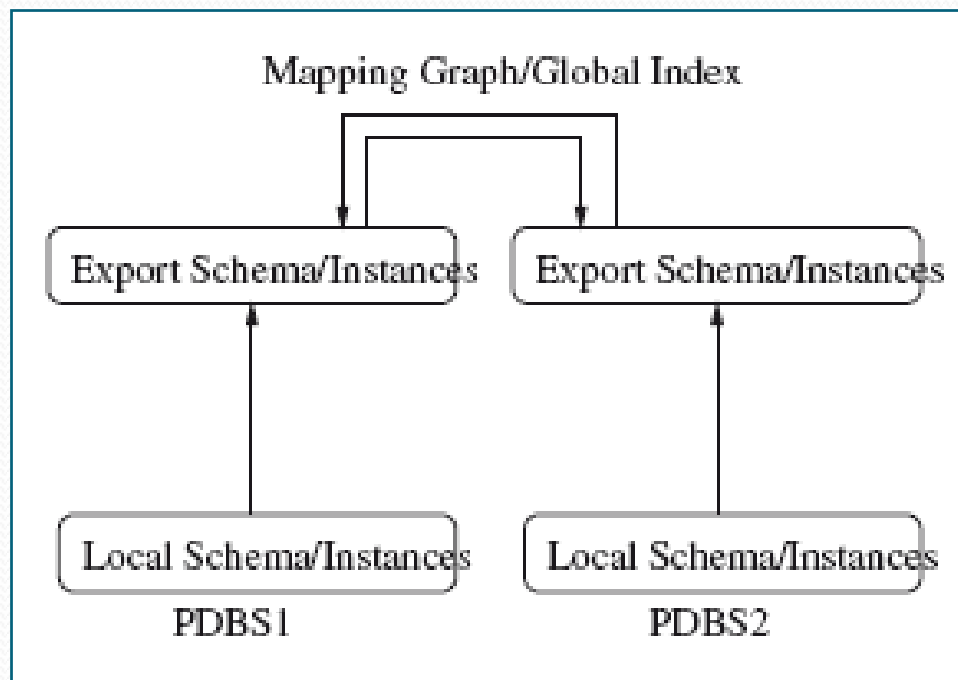 Mapping Graph/Global Index
Export Schema/Instances
Export Schema/Instances
Local Schema/Instances
Local Schema/Instances
PDBS1
PDBS2